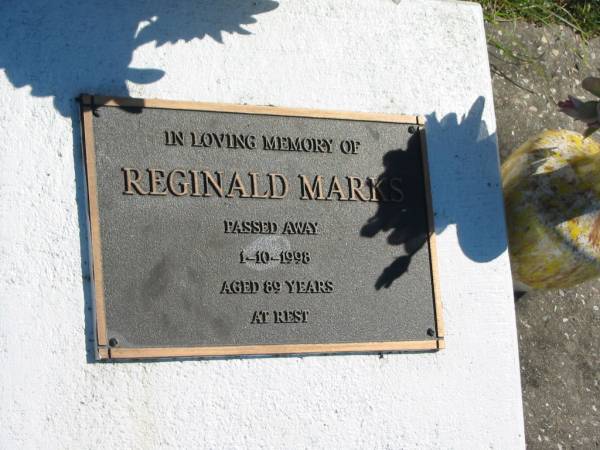 IN LOVING MEMORY OF
REGINALD MARKS
PASSED AWAY
1-10-1998
AGED 89 YEARS
AT REST